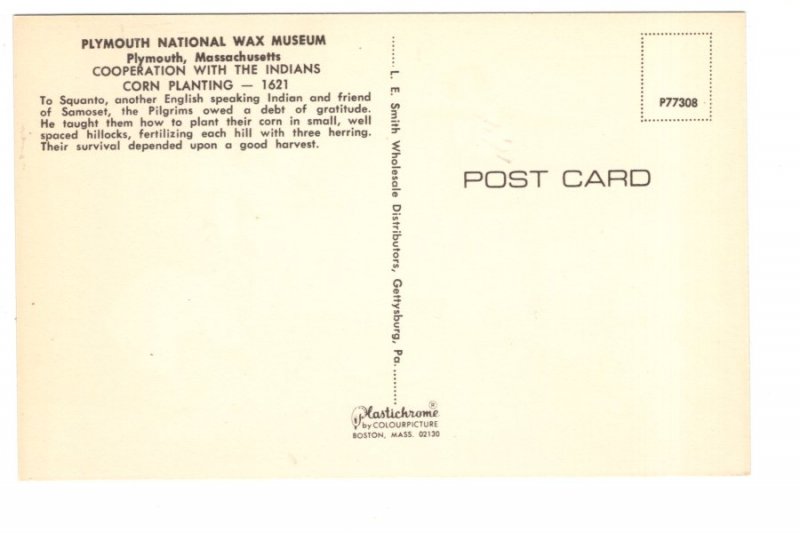 PLYMOUTH NATIONAL WAX MUSEUM
Plymouth, Massachusetts
COOPERATION WITH THE INDIANS
CORN PLANTING — 1621
To Squanto, another English speaking Indian and friend
of Samoset, the Pilgrims owed a debt of gratitude.
He taught them how to plant their corn in small, well
spaced hillocks, fertilizing each hill with three herring.
Their survival depended upon a good harvest.
L. E. Smith Wholesale Distributors, Gettysburg, Pa.
Plastichrome®
by COLOURPICTURE
BOSTON, MASS. 02130
P77308
POST CARD